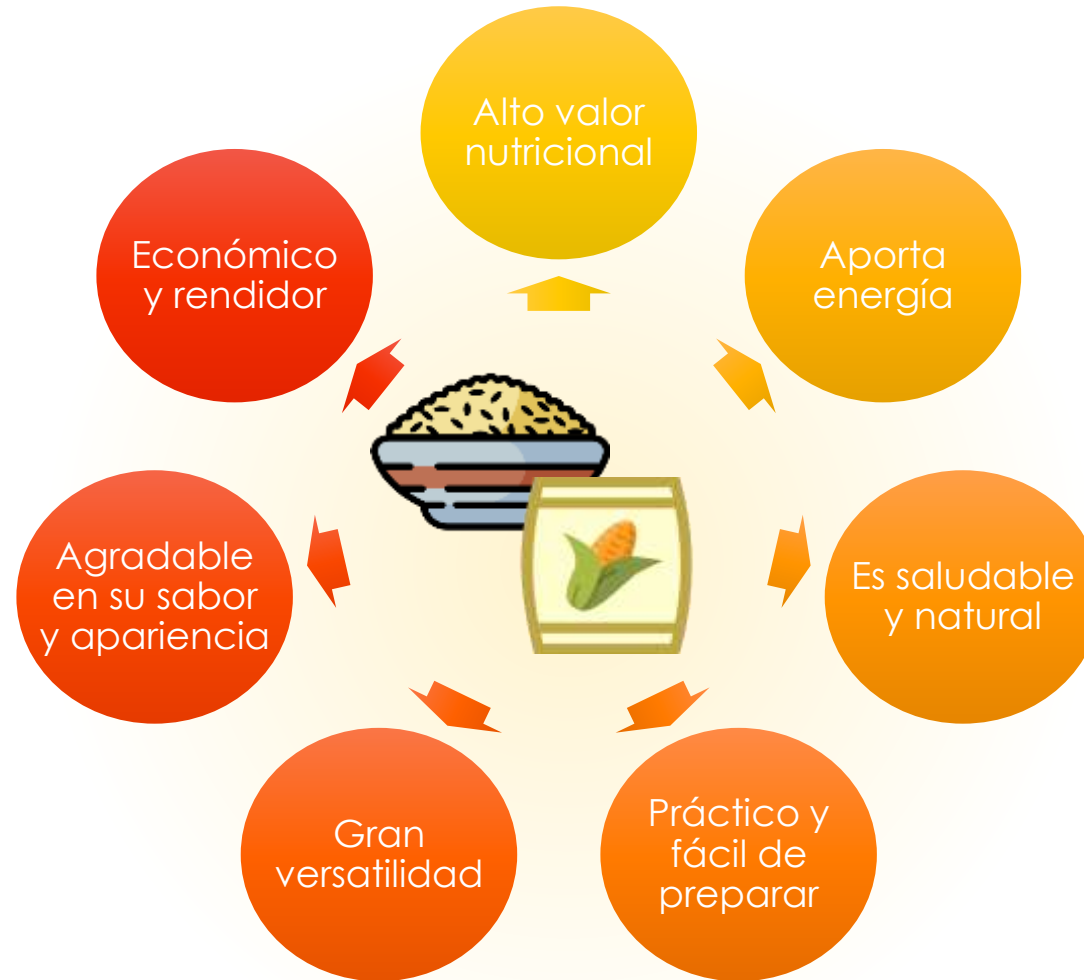 Alto valor
nutricional
Aporta
energía
Es saludable
y natural
Práctico y
fácil de
preparar
Gran
versatilidad
Agradable
en su sabor
y apariencia
Económico
y rendidor